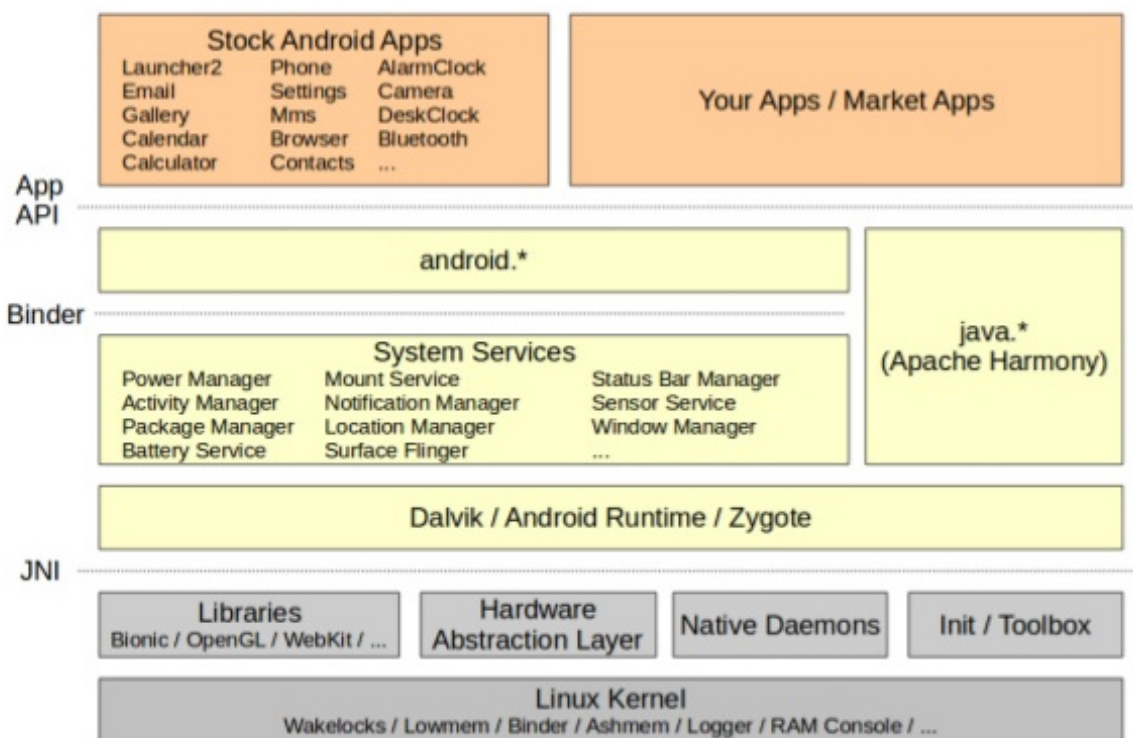 Stock Android Apps
Launcher2 Phone AlarmClock
Email Settings Camera
Gallery Mms DeskClock
Calendar Browser Bluetooth
Calculator Contacts ...
Your Apps / Market Apps
App
API
android.*
Binder
java.*
(Apache Harmony)
System Services
Power Manager Mount Service Status Bar Manager
Activity Manager Notification Manager Sensor Service
Package Manager Location Manager Window Manager
Battery Service Surface Flinger ...
Dalvik / Android Runtime / Zygote
JNI
Libraries
Bionic / OpenGL / WebKit / ...
Hardware
Abstraction Layer
Native Daemons
Init / Toolbox
Linux Kernel
Wakelocks / Lowmem / Binder / Ashmem / Logger / RAM Console / ...